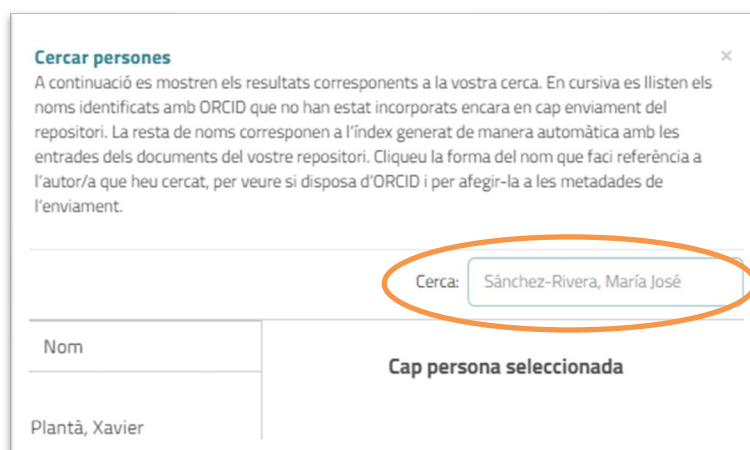 Cercar persones
×
A continuació es mostren els resultats corresponents a la vostra cerca. En cursiva es llisten els
noms identificats amb ORCID que no han estat incorporats encara en cap enviament del
repositori. La resta de noms corresponen a l'índex generat de manera automàtica amb les
entrades dels documents del vostre repositori. Cliqueu la forma del nom que faci referència a
l'autor/a que heu cercat, per veure si disposa d'ORCID i per afegir-la a les metadades de
l'enviament.
Cerca: Sánchez-Rivera, María José
Nom
Cap persona seleccionada
Plantà, Xavier